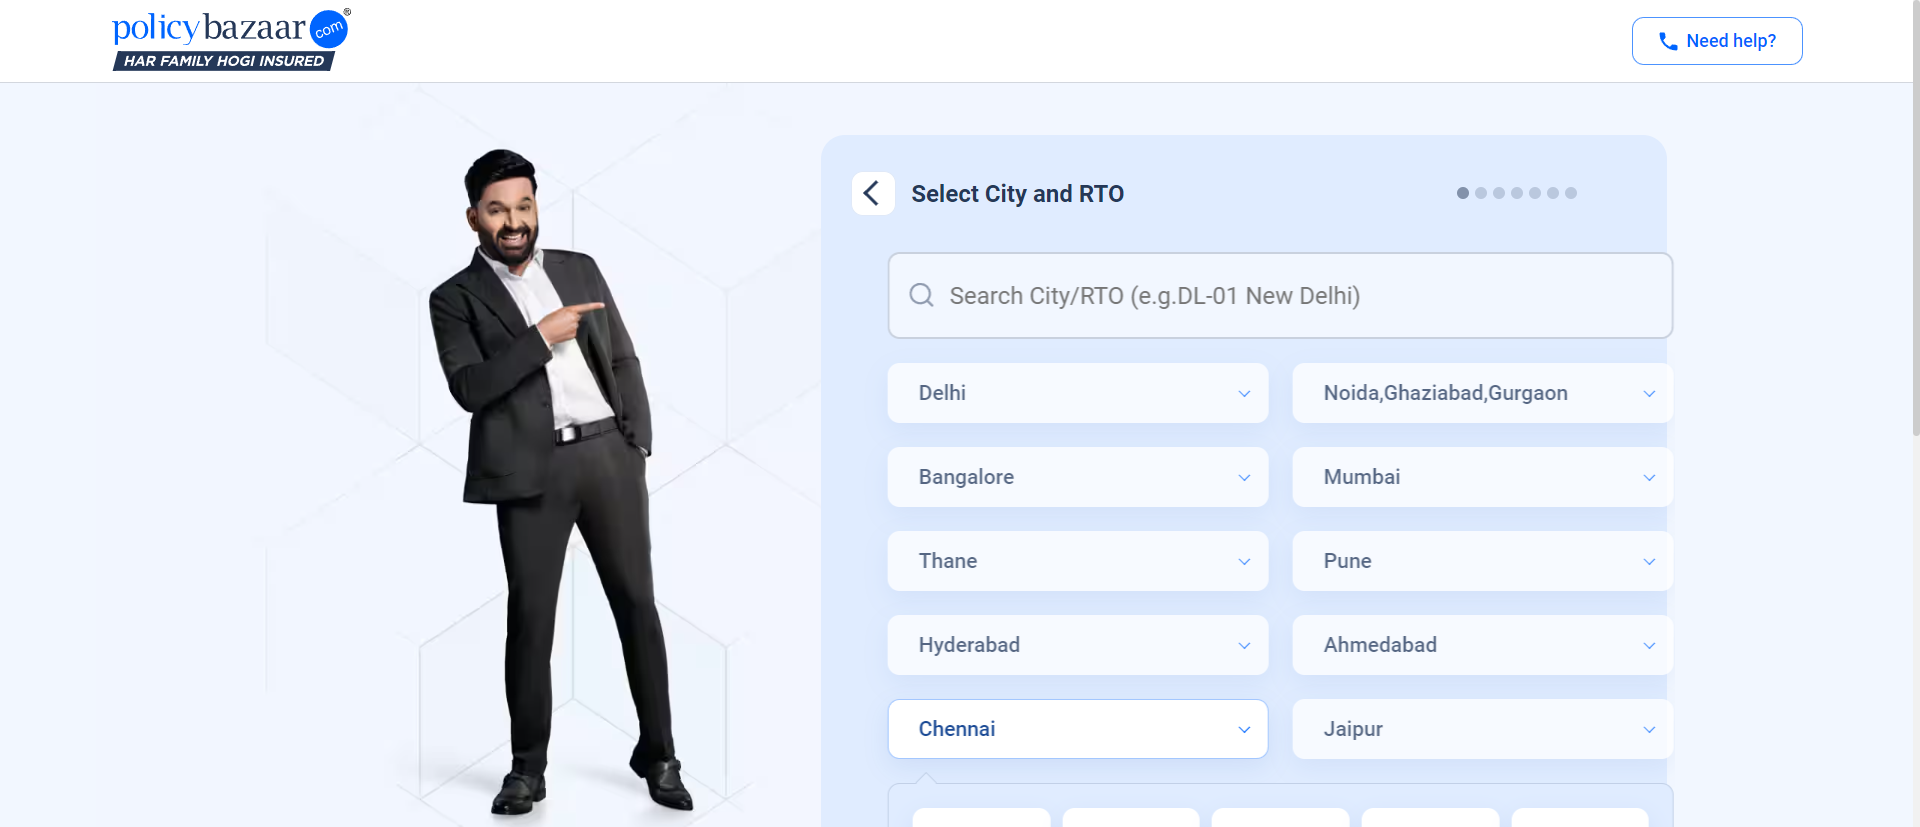 policybazaar com ®
HAR FAMILY HOGI INSURED
Need help?
Select City and RTO
Search City/RTO (e.g.DL-01 New Delhi)
Delhi
Noida,Ghaziabad,Gurgaon
Bangalore
Mumbai
Thane
Pune
Hyderabad
Ahmedabad
Chennai
Jaipur